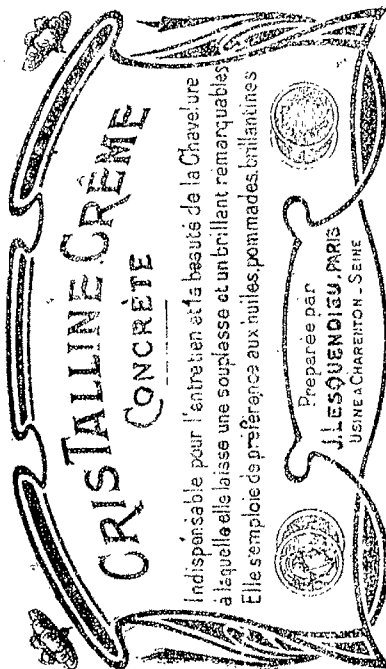 CRISTALLINE CRÈME
CONCRÈTE
Indispensable pour l'entretien et la beauté de la Chevelure
à laquelle elle laisse une souplesse et un brillant remarquables
Elle s'emploie de préférence aux huiles, pommades, brillantines
Préparée par
J. LESQUENDIEU, PARIS
USINE À CHARENTON - SEINE